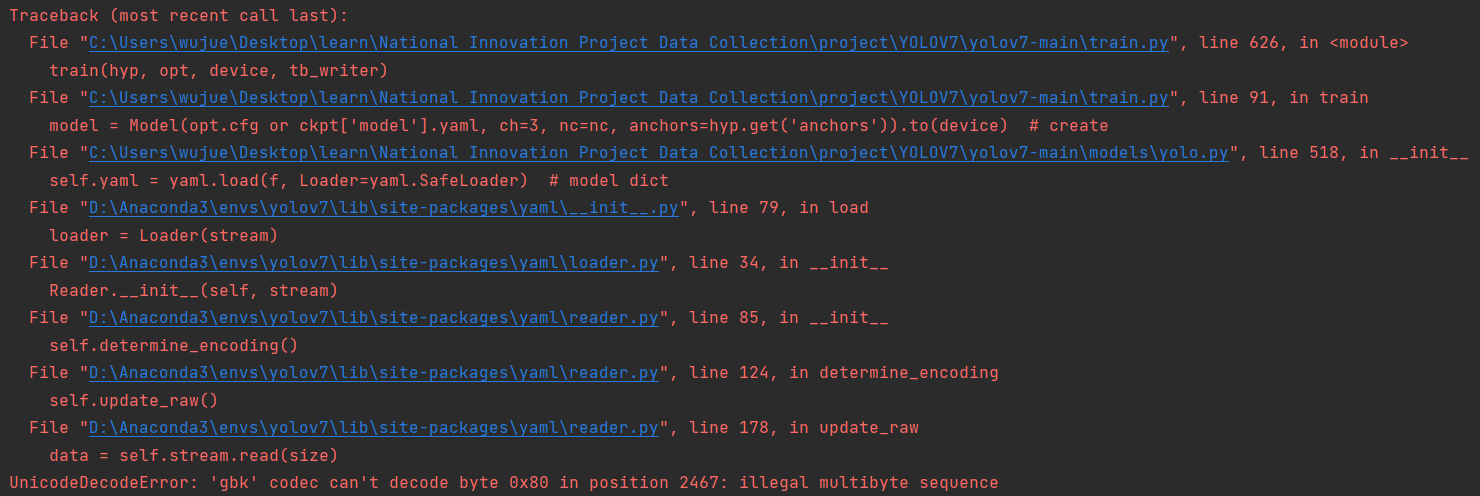 Traceback (most recent call last):
File "C:\Users\wujue\Desktop\learn\National Innovation Project Data Collection\project\YOLOV7\yolov7-main\train.py", line 626, in <module>
train(hyp, opt, device, tb_writer)
File "C:\Users\wujue\Desktop\learn\National Innovation Project Data Collection\project\YOLOV7\yolov7-main\train.py", line 91, in train
model = Model(opt.cfg or ckpt['model'].yaml, ch=3, nc=nc, anchors=hyp.get('anchors')).to(device)  # create
File "C:\Users\wujue\Desktop\learn\National Innovation Project Data Collection\project\YOLOV7\yolov7-main\models\yolo.py", line 518, in __init__
self.yaml = yaml.load(f, Loader=yaml.SafeLoader)  # model dict
File "D:\Anaconda3\envs\yolov7\lib\site-packages\yaml\__init__.py", line 79, in load
loader = Loader(stream)
File "D:\Anaconda3\envs\yolov7\lib\site-packages\yaml\loader.py", line 34, in __init__
Reader.__init__(self, stream)
File "D:\Anaconda3\envs\yolov7\lib\site-packages\yaml\reader.py", line 85, in __init__
self.determine_encoding()
File "D:\Anaconda3\envs\yolov7\lib\site-packages\yaml\reader.py", line 124, in determine_encoding
self.update_raw()
File "D:\Anaconda3\envs\yolov7\lib\site-packages\yaml\reader.py", line 178, in update_raw
data = self.stream.read(size)
UnicodeDecodeError: 'gbk' codec can't decode byte 0x80 in position 2467: illegal multibyte sequence